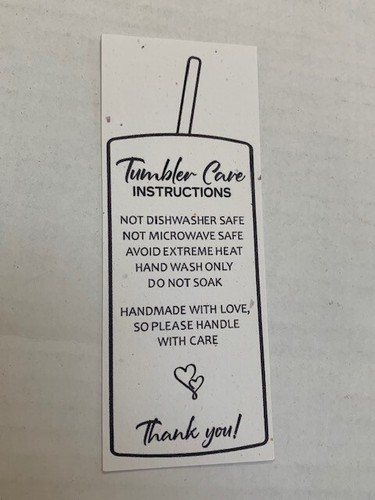 Tumbler Care
INSTRUCTIONS
NOT DISHWASHER SAFE
NOT MICROWAVE SAFE
AVOID EXTREME HEAT
HAND WASH ONLY
DO NOT SOAK
HANDMADE WITH LOVE,
SO PLEASE HANDLE
WITH CARE
Thank you!